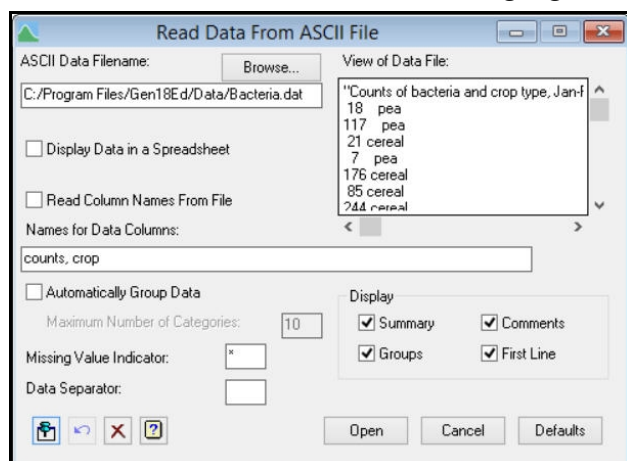 Read Data From ASCII File
ASCII Data Filename:
Browse...
C:/Program Files/Gen18Ed/Data/Bacteria.dat
Display Data in a Spreadsheet
Read Column Names From File
View of Data File:
"Counts of bacteria and crop type, Jan-F
18 pea
117 pea
21 cereal
7 pea
176 cereal
85 cereal
244 cereal
Names for Data Columns:
counts, crop
Automatically Group Data
Maximum Number of Categories: 10
Missing Value Indicator: *
Data Separator:
Display
Summary
Comments
Groups
First Line
Open
Cancel
Defaults